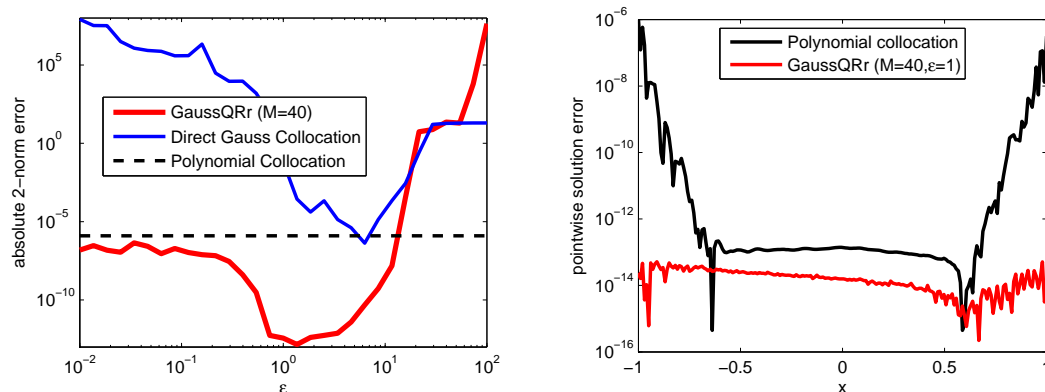 absolute 2-norm error
10^5
10^0
10^-5
10^-10
GaussQRr (M=40)
Direct Gauss Collocation
Polynomial Collocation
10^-2
10^-1
10^0
10^1
10^2
ε
pointwise solution error
10^-6
10^-8
10^-10
10^-12
10^-14
10^-16
Polynomial collocation
GaussQRr (M=40,ε=1)
-1
-0.5
0
0.5
1
x